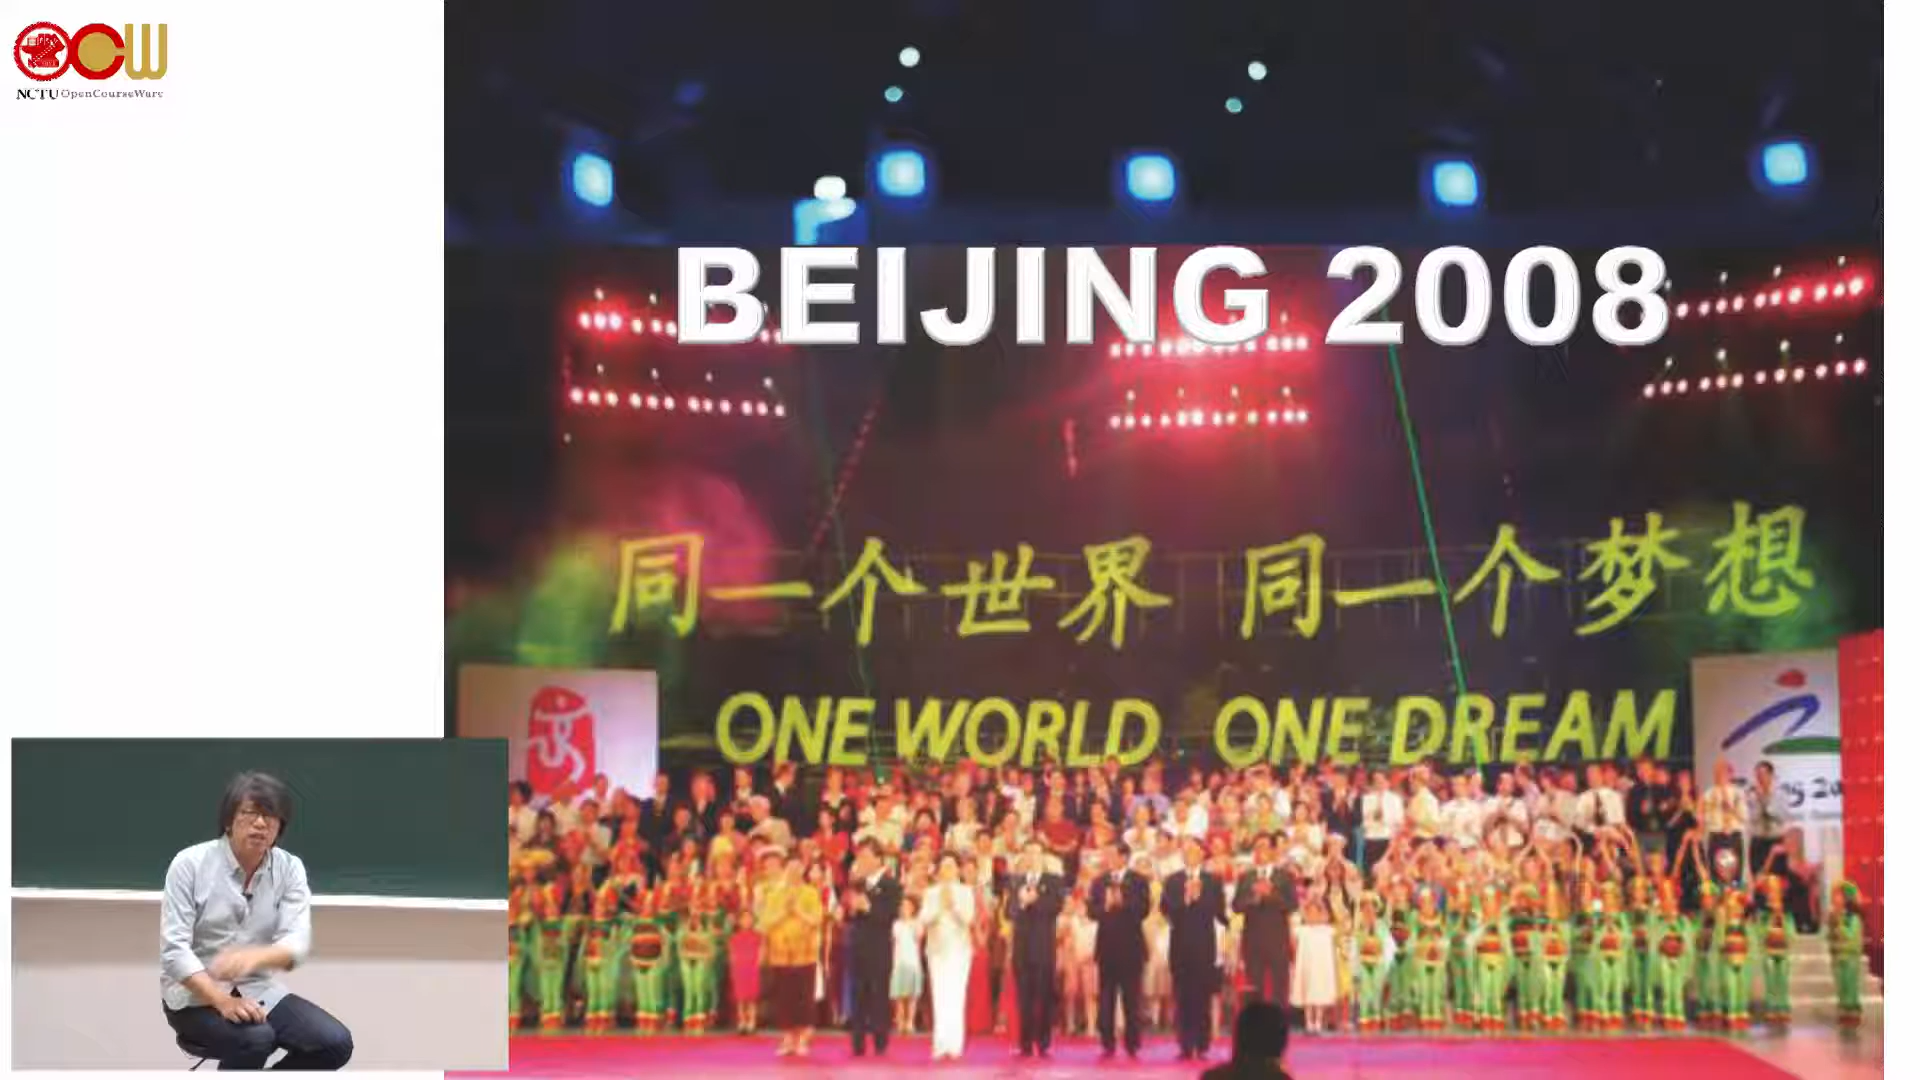 NCTU OpenCourseWare
BEIJING 2008
同一个世界 同一个梦想
ONE WORLD ONE DREAM